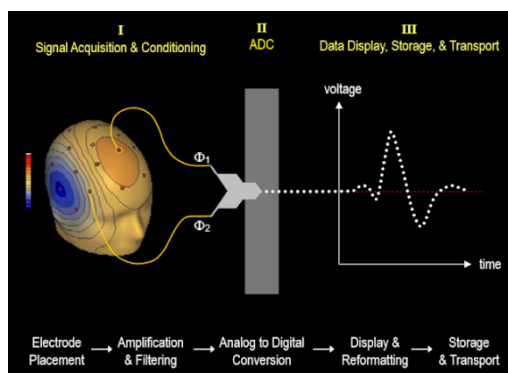 I
II
III
Signal Acquisition & Conditioning
ADC
Data Display, Storage, & Transport
voltage
Φ1
Φ2
time
Electrode
Placement
Amplification
& Filtering
Analog to Digital
Conversion
Display &
Reformatting
Storage
& Transport